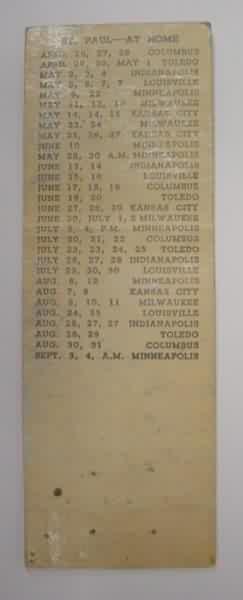 ST. PAUL—AT HOME
APRIL 26, 27, 28 COLUMBUS
APRIL 29, 30, MAY 1 TOLEDO
MAY 2, 3, 4 INDIANAPOLIS
MAY 5, 6, 7, 7 LOUISVILLE
MAY 9, 22 MINNEAPOLIS
MAY 11, 12, 13 MILWAUKEE
MAY 14, 14, 15 KANSAS CITY
MAY 23, 24 MILWAUKEE
MAY 25, 26, 27 KANSAS CITY
JUNE 10 MINNEAPOLIS
MAY 28, 30 A.M. MINNEAPOLIS
JUNE 13, 14 INDIANAPOLIS
JUNE 15, 16 LOUISVILLE
JUNE 17, 18, 19 COLUMBUS
JUNE 19, 20 TOLEDO
JUNE 27, 28, 29 KANSAS CITY
JUNE 30, JULY 1, 2 MILWAUKEE
JULY 3, 4, P.M. MINNEAPOLIS
JULY 20, 21, 22 COLUMBUS
JULY 23, 23, 24, 25 TOLEDO
JULY 26, 27, 28 INDIANAPOLIS
JULY 29, 30, 30 LOUISVILLE
AUG. 6, 12 MINNEAPOLIS
AUG. 7, 8 KANSAS CITY
AUG. 9, 10, 11 MILWAUKEE
AUG. 24, 25 LOUISVILLE
AUG. 26, 27, 27 INDIANAPOLIS
AUG. 28, 29 TOLEDO
AUG. 30, 31 COLUMBUS
SEPT. 3, 4, A.M. MINNEAPOLIS